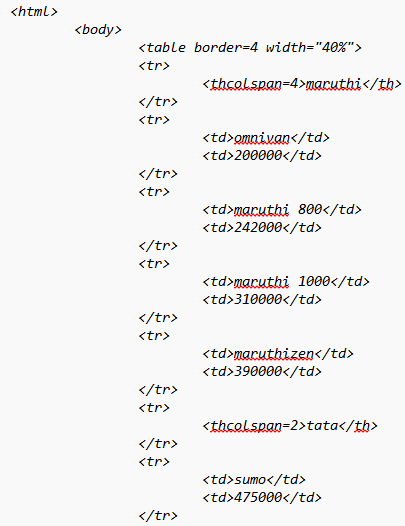 <html>
<body>
<table border=4 width="40%">
<tr>
<thcolspan=4>maruthi</th>
</tr>
<tr>
<td>omnivan</td>
<td>200000</td>
</tr>
<tr>
<td>maruthi 800</td>
<td>242000</td>
</tr>
<tr>
<td>maruthi 1000</td>
<td>310000</td>
</tr>
<tr>
<td>maruthizen</td>
<td>390000</td>
</tr>
<tr>
<thcolspan=2>tata</th>
</tr>
<tr>
<td>sumo</td>
<td>475000</td>
</tr>